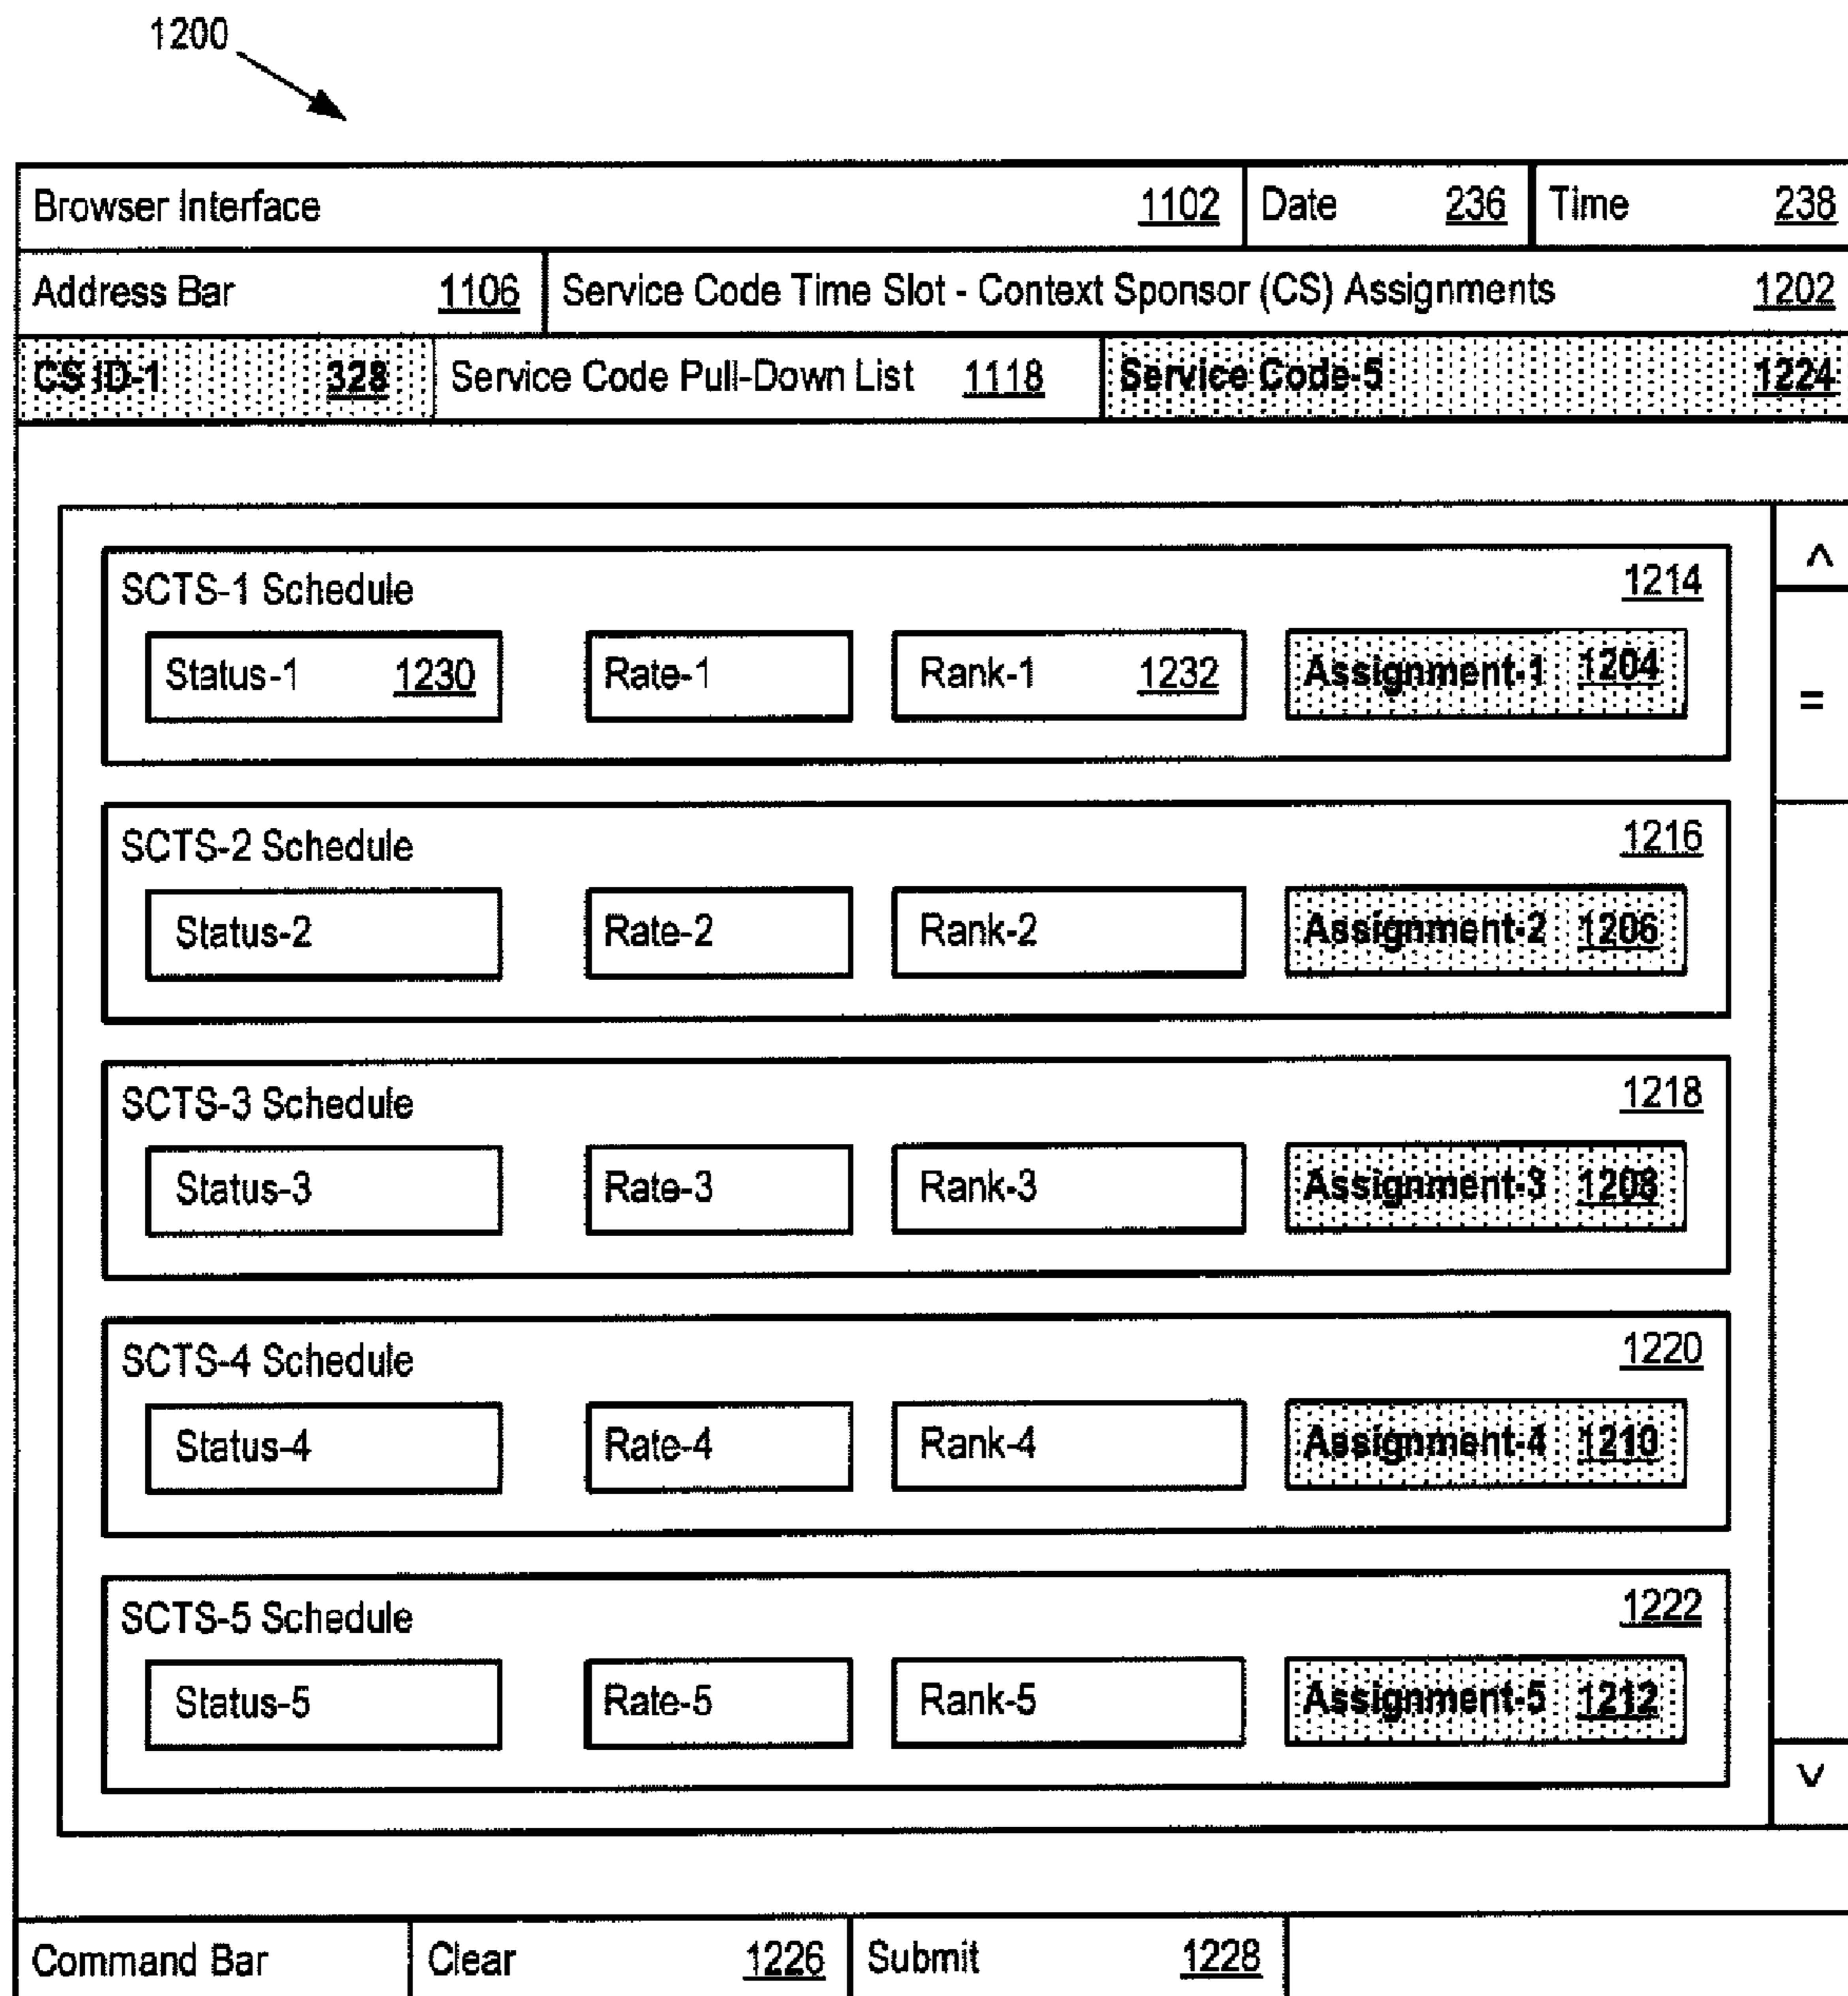 1200
Browser Interface 1102 Date 236 Time 238
Address Bar 1106 Service Code Time Slot - Context Sponsor (CS) Assignments 1202
CS ID-1 328 Service Code Pull-Down List 1118 Service Code-5 1224
SCTS-1 Schedule 1214
Status-1 1230 Rate-1 Rank-1 1232 Assignment-1 1204
SCTS-2 Schedule 1216
Status-2 Rate-2 Rank-2 Assignment-2 1206
SCTS-3 Schedule 1218
Status-3 Rate-3 Rank-3 Assignment-3 1208
SCTS-4 Schedule 1220
Status-4 Rate-4 Rank-4 Assignment-4 1210
SCTS-5 Schedule 1222
Status-5 Rate-5 Rank-5 Assignment-5 1212
Command Bar Clear 1226 Submit 1228